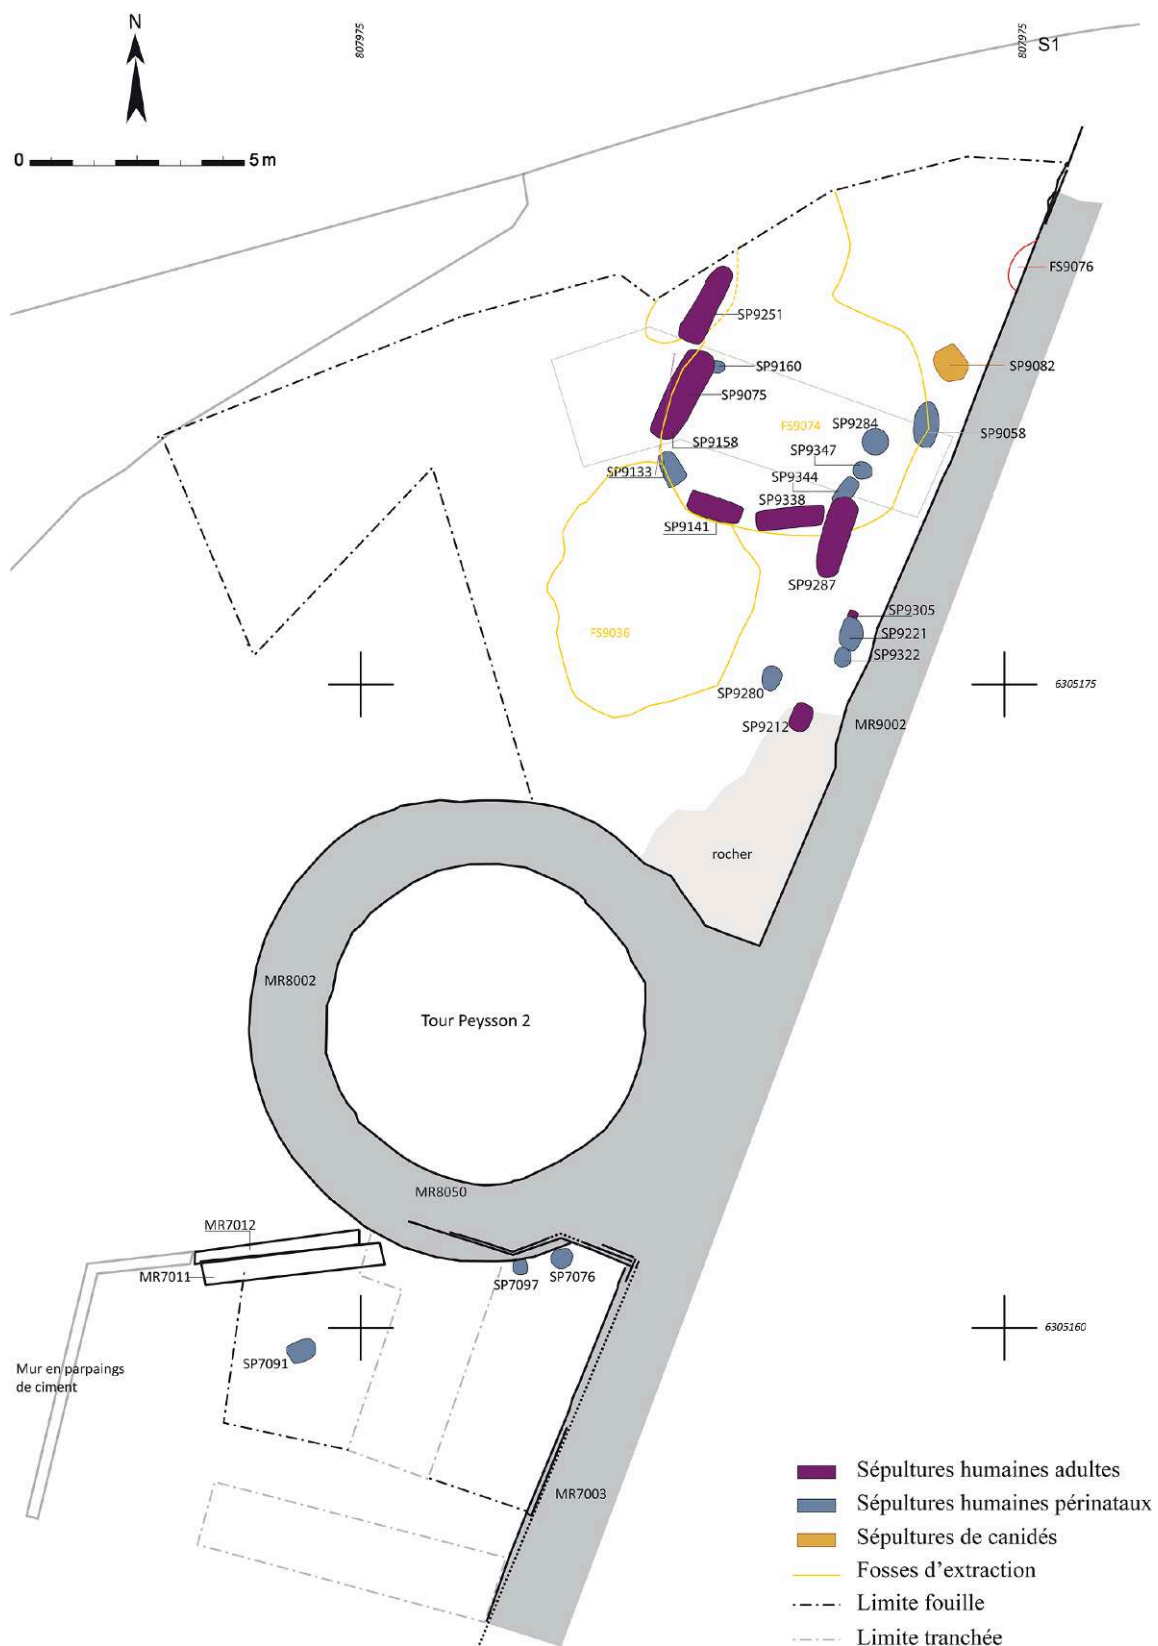 N
807975
807975
S1
0 5 m
FS9076
SP9251
SP9160
SP9082
SP9075
FS9074
SP9284
SP9058
SP9158
SP9347
SP9133
SP9344
SP9338
SP9141
SP9287
SP9305
FS9036
SP9221
SP9322
6305175
SP9280
SP9212
MR9002
rocher
MR8002
Tour Peysson 2
MR8050
MR7012
MR7011
SP7097
SP7076
6305160
SP7091
Mur en parpaings
de ciment
MR7003
Sépultures humaines adultes
Sépultures humaines périnataux
Sépultures de canidés
Fosses d'extraction
Limite fouille
Limite tranchée